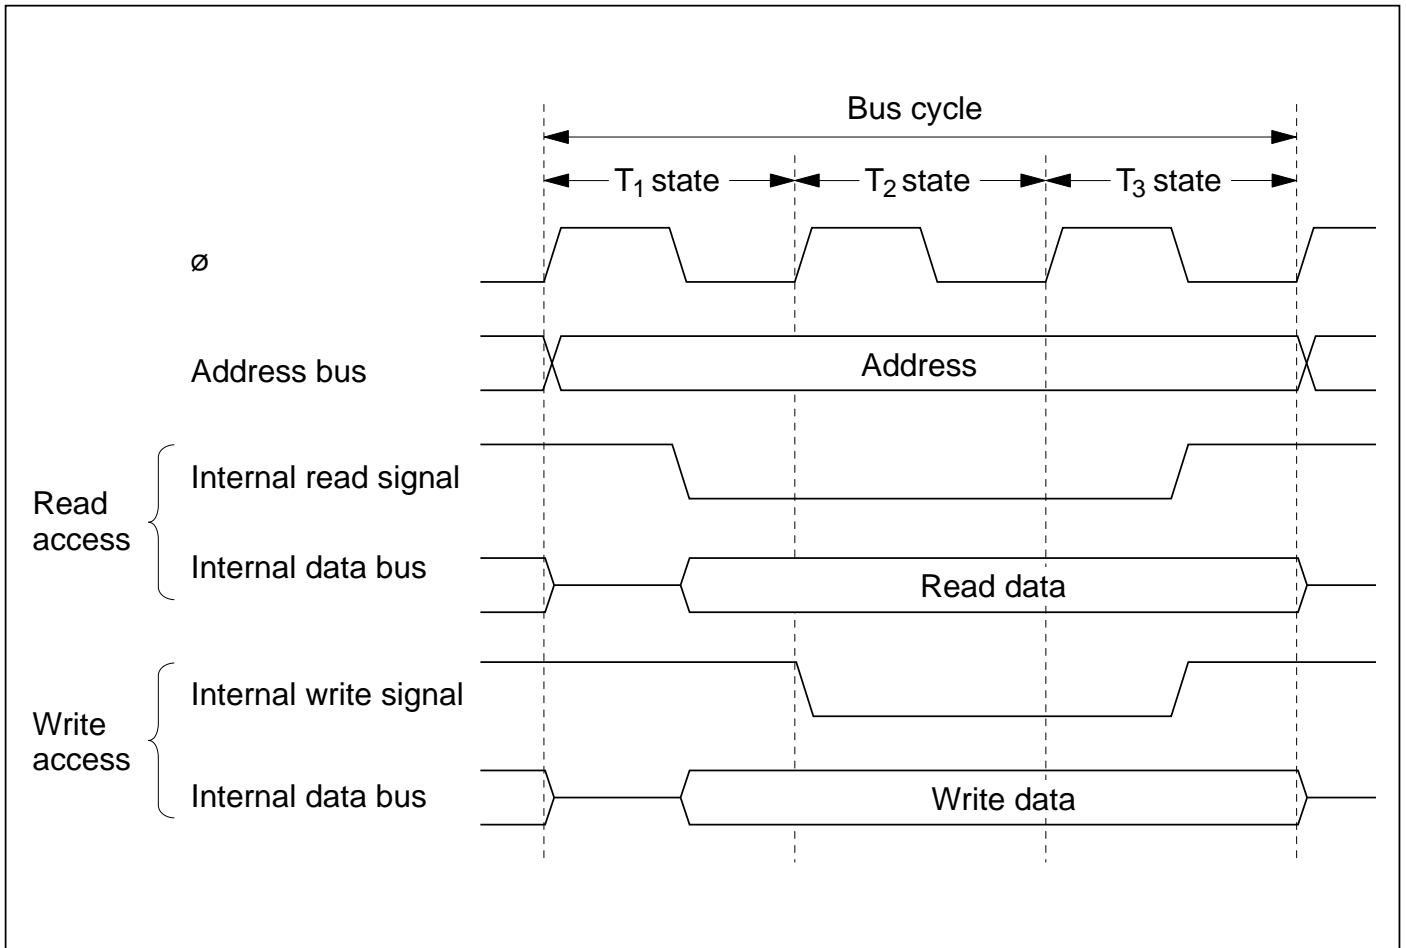 Bus cycle
T1 state
T2 state
T3 state
ø
Address bus
Address
Read
access
Internal read signal
Internal data bus
Read data
Write
access
Internal write signal
Internal data bus
Write data